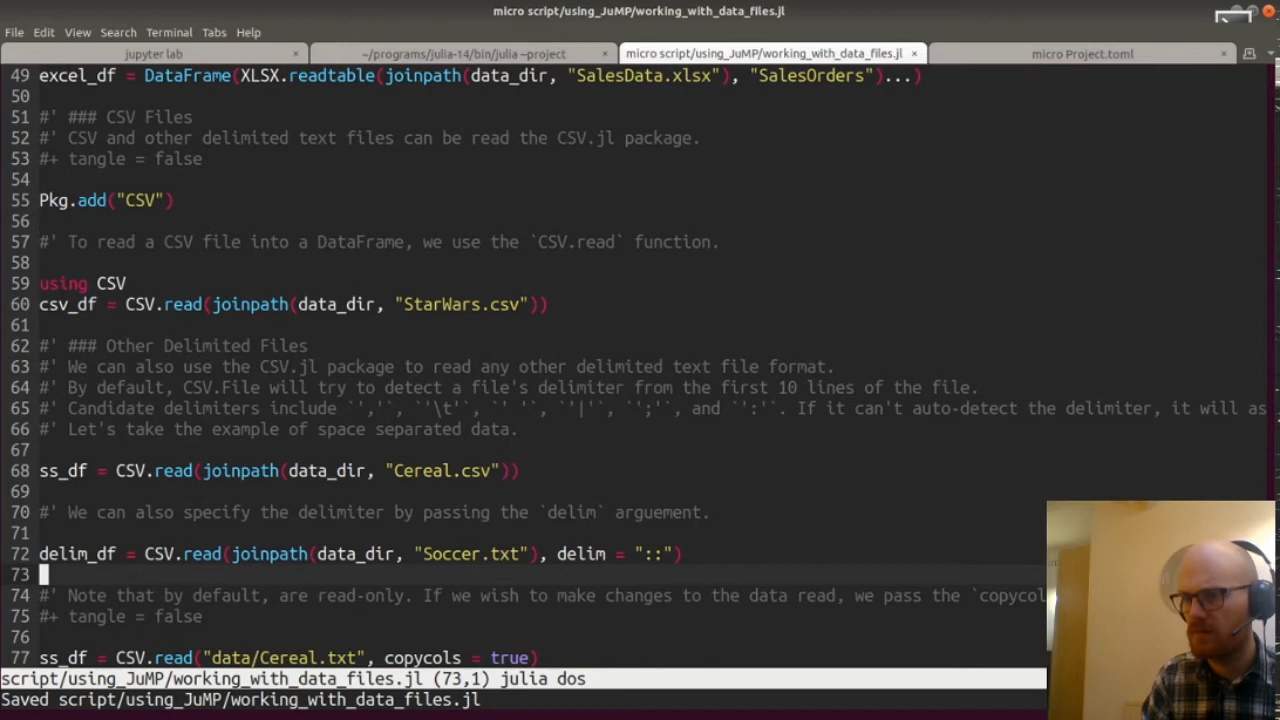 micro script/using_JuMP/working_with_data_files.jl
File Edit View Search Terminal Tabs Help
jupyter lab × ~/programs/julia-14/bin/julia --project × micro script/using_JuMP/working_with_data_files.jl × micro Project.toml ×
49 excel_df = DataFrame(XLSX.readtable(joinpath(data_dir, "SalesData.xlsx"), "SalesOrders")...)
50
51 #' ### CSV Files
52 #' CSV and other delimited text files can be read the CSV.jl package.
53 #+ tangle = false
54
55 Pkg.add("CSV")
56
57 #' To read a CSV file into a DataFrame, we use the `CSV.read` function.
58
59 using CSV
60 csv_df = CSV.read(joinpath(data_dir, "StarWars.csv"))
61
62 #' ### Other Delimited Files
63 #' We can also use the CSV.jl package to read any other delimited text file format.
64 #' By default, CSV.File will try to detect a file's delimiter from the first 10 lines of the file.
65 #' Candidate delimiters include `','`, `'\t'`, `' '`, `'|'`, `';'`, and `':'`. If it can't auto-detect the delimiter, it will as
66 #' Let's take the example of space separated data.
67
68 ss_df = CSV.read(joinpath(data_dir, "Cereal.csv"))
69
70 #' We can also specify the delimiter by passing the `delim` arguement.
71
72 delim_df = CSV.read(joinpath(data_dir, "Soccer.txt"), delim = "::")
73
74 #' Note that by default, are read-only. If we wish to make changes to the data read, we pass the `copycol
75 #+ tangle = false
76
77 ss_df = CSV.read("data/Cereal.txt", copycols = true)
script/using_JuMP/working_with_data_files.jl (73,1) julia dos
Saved script/using_JuMP/working_with_data_files.jl